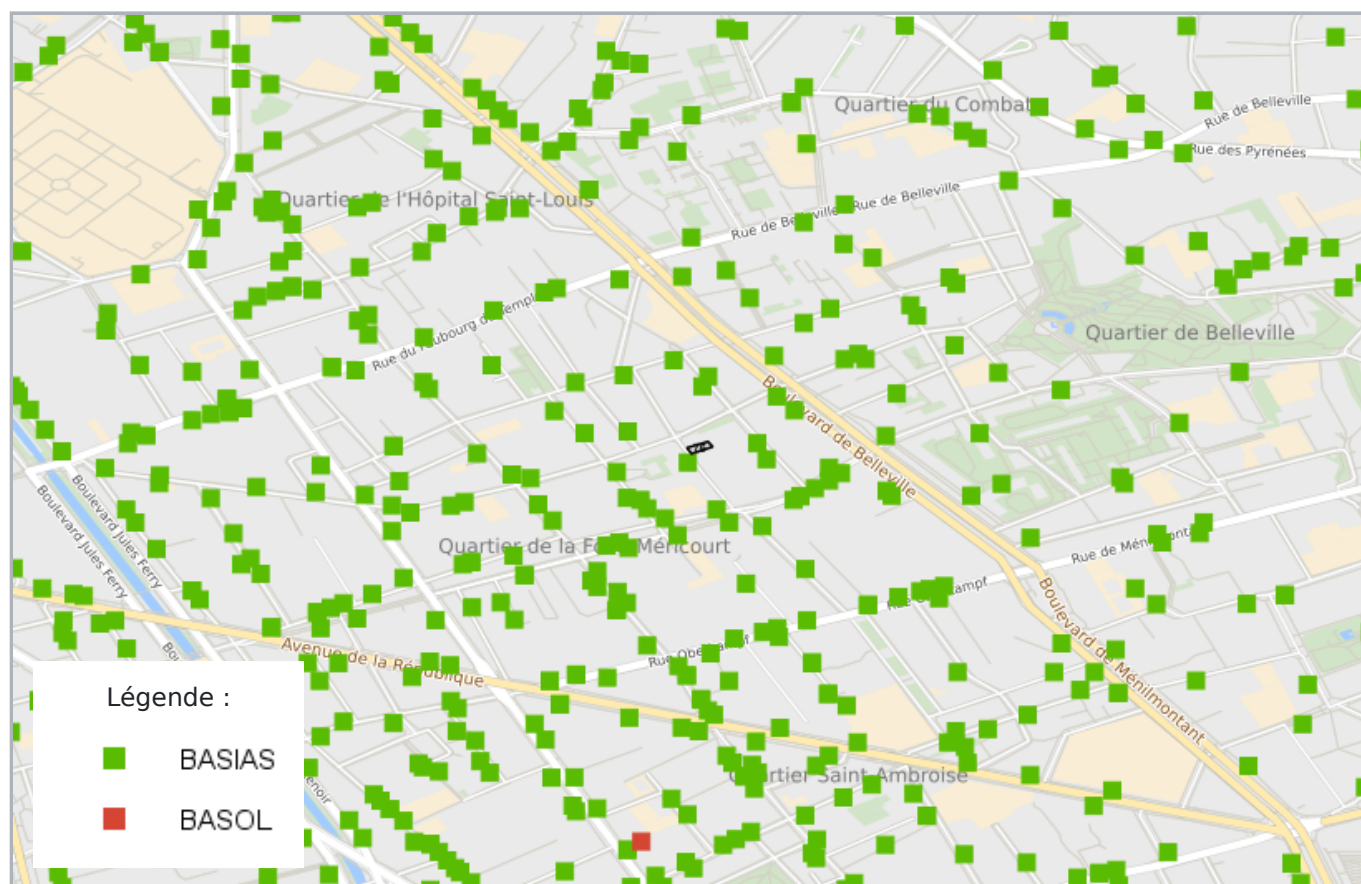 Quartier du Combat
Rue de Belleville
Rue des Pyrénées
Quartier de l'Hôpital Saint-Louis
Rue de Belleville
Rue de Belleville
Rue du Faubourg du Temple
Quartier de Belleville
Boulevard de Belleville
Boulevard Jules Ferry
Boulevard Jules Ferry
Quartier de la Folie Méricourt
Rue de Ménilmontant
Rue Oberkampf
Boulevard de Ménilmontant
Rue Oberkampf
Avenue de la République
Quartier Saint-Ambroise
Légende :
BASIAS
BASOL